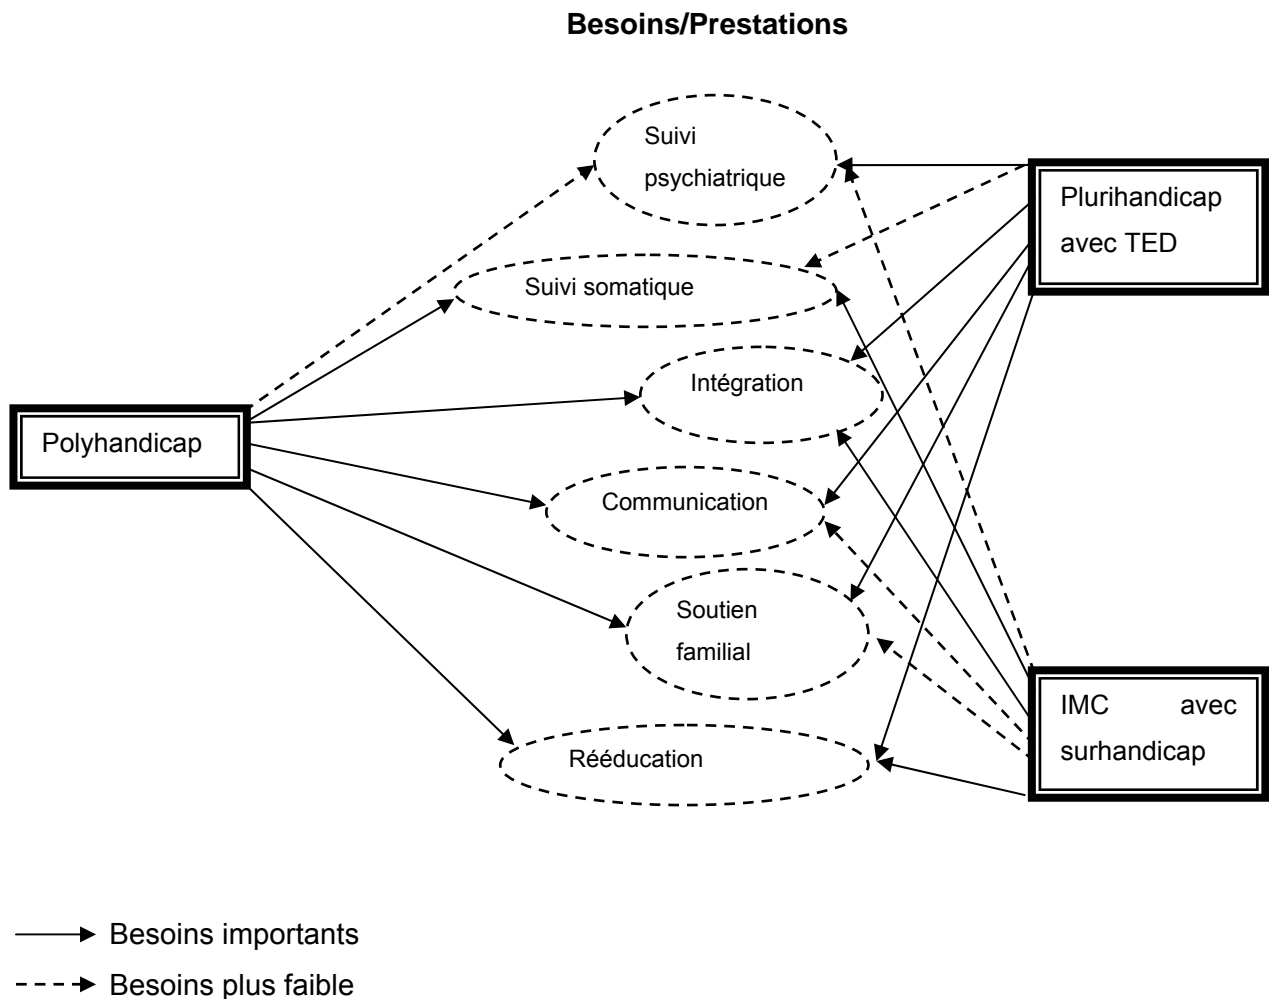 Besoins/Prestations
Suivi
psychiatrique
Plurihandicap
avec TED
Suivi somatique
Intégration
Polyhandicap
Communication
Soutien
familial
IMC avec
surhandicap
Rééducation
Besoins importants
Besoins plus faible